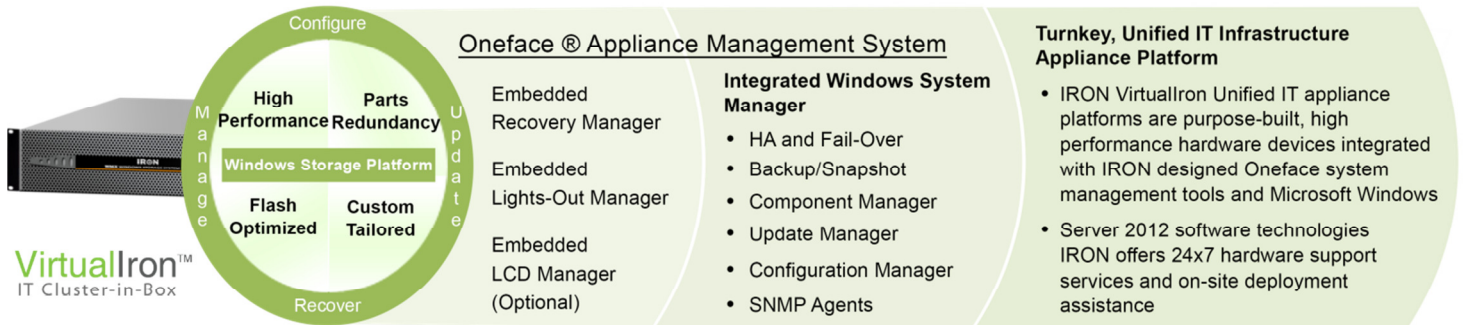 IRON
VirtualIron™
IT Cluster-in-Box
Configure
Manage
Update
Recover
High
Performance
Parts
Redundancy
Windows Storage Platform
Flash
Optimized
Custom
Tailored
Oneface ® Appliance Management System
Embedded
Recovery Manager
Embedded
Lights-Out Manager
Embedded
LCD Manager
(Optional)
Integrated Windows System
Manager
• HA and Fail-Over
• Backup/Snapshot
• Component Manager
• Update Manager
• Configuration Manager
• SNMP Agents
Turnkey, Unified IT Infrastructure
Appliance Platform
• IRON VirtualIron Unified IT appliance
platforms are purpose-built, high
performance hardware devices integrated
with IRON designed Oneface system
management tools and Microsoft Windows
• Server 2012 software technologies
IRON offers 24x7 hardware support
services and on-site deployment
assistance